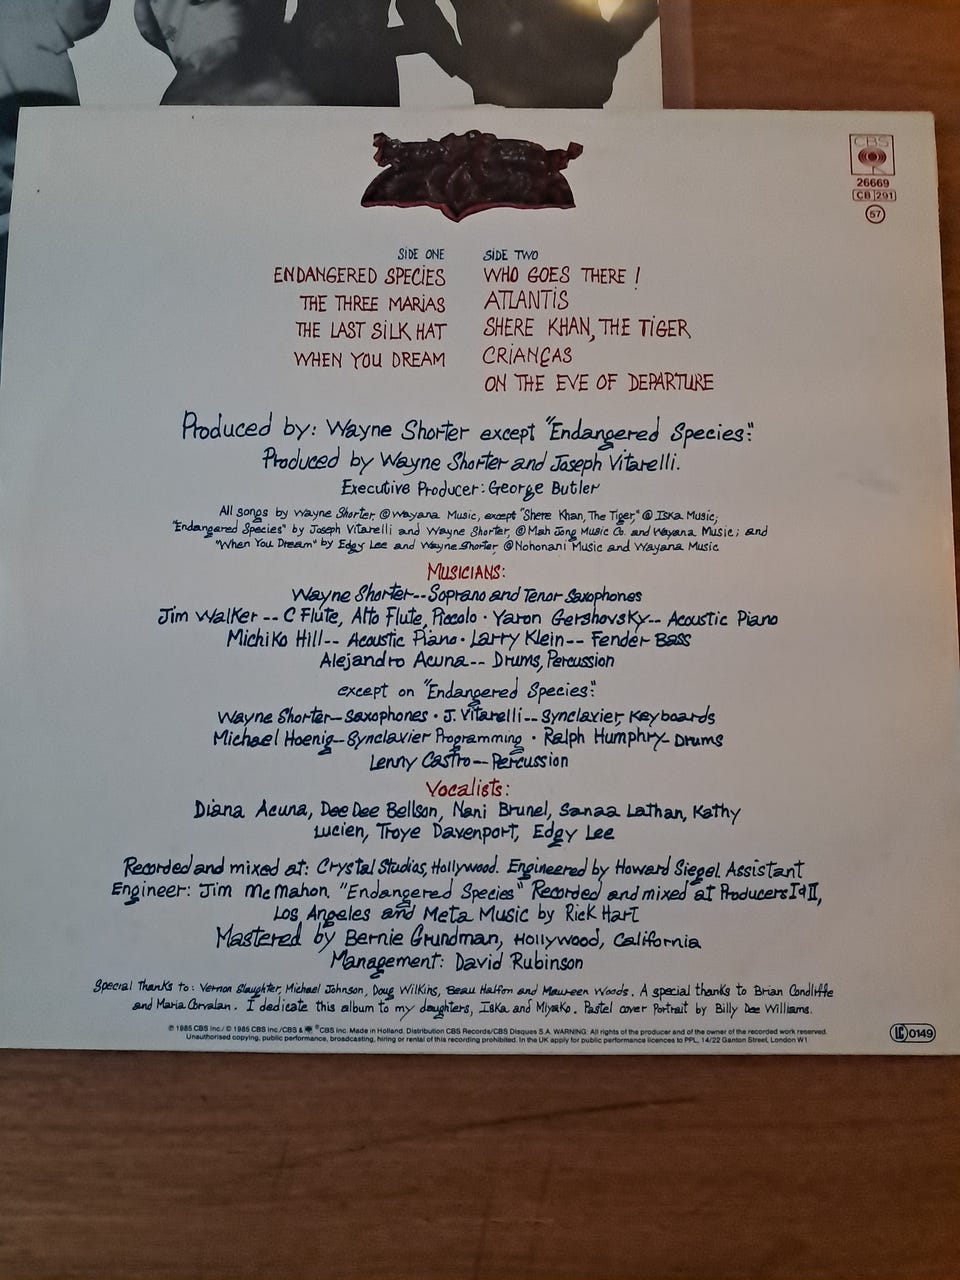 CBS
26669
CB 291
57
SIDE ONE
ENDANGERED SPECIES
THE THREE MARIAS
THE LAST SILK HAT
WHEN YOU DREAM
SIDE TWO
WHO GOES THERE!
ATLANTIS
SHERE KHAN, THE TIGER
CRIANÇAS
ON THE EVE OF DEPARTURE
Produced by: Wayne Shorter except "Endangered Species":
Produced by Wayne Shorter and Joseph Vitarelli.
Executive Producer: George Butler
All songs by Wayne Shorter, © Wayana Music, except "Shere Khan, The Tiger," © Iska Music;
"Endangered Species" by Joseph Vitarelli and Wayne Shorter, © Mah Jong Music Co. and Wayana Music; and
"When You Dream" by Edgy Lee and Wayne Shorter, © Nohonani Music and Wayana Music
MUSICIANS:
Wayne Shorter--Soprano and Tenor Saxophones
Jim Walker -- C Flute, Alto Flute, Piccolo · Yaron Gershovsky -- Acoustic Piano
Michiko Hill -- Acoustic Piano · Larry Klein -- Fender Bass
Alejandro Acuna -- Drums, Percussion
except on "Endangered Species":
Wayne Shorter--Saxophones · J. Vitarelli -- Synclavier, Keyboards
Michael Hoenig--Synclavier Programming · Ralph Humphry--Drums
Lenny Castro--Percussion
Vocalists:
Diana Acuna, Dee Dee Bellson, Nani Brunel, Sanaa Lathan, Kathy
Lucien, Troye Davenport, Edgy Lee
Recorded and mixed at: Crystal Studios, Hollywood. Engineered by Howard Siegel. Assistant
Engineer: Jim McMahon. "Endangered Species" Recorded and mixed at Producers I & II,
Los Angeles and Meta Music by Rick Hart
Mastered by Bernie Grundman, Hollywood, California
Management: David Rubinson
Special Thanks to: Vernon Slaughter, Michael Johnson, Doug Wilkins, Beau Halfon and Maureen Woods. A special thanks to Brian Condliffe
and Maria Corvalan. I dedicate this album to my daughters, Iska and Miyako. Pastel cover Portrait by Billy Dee Williams.
℗ 1985 CBS Inc./ © 1985 CBS Inc./CBS & ® CBS Inc. Made in Holland. Distribution CBS Records/CBS Disques S.A. WARNING: All rights of the producer and of the owner of the recorded work reserved.
Unauthorised copying, public performance, broadcasting, hiring or rental of this recording prohibited. In the UK apply for public performance licences to PPL, 14/22 Ganton Street, London W1
LC 0149